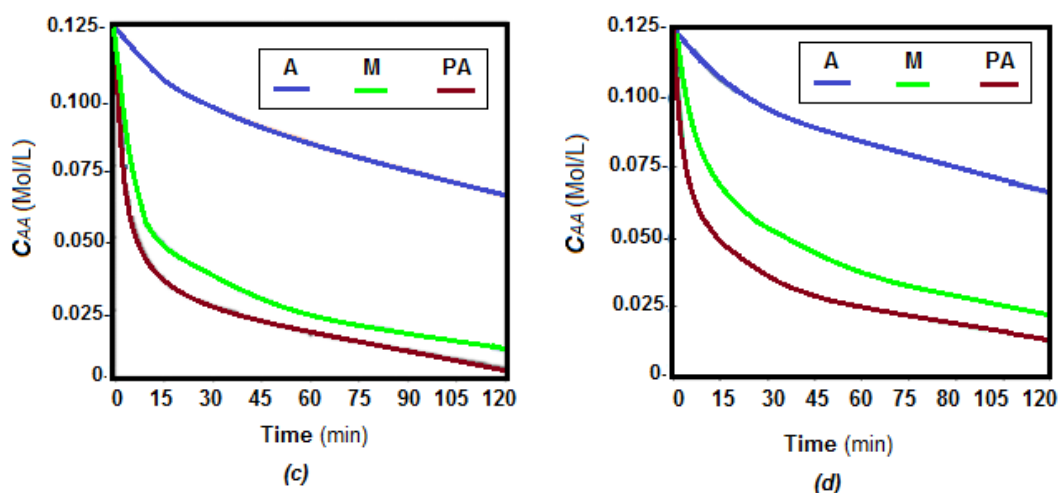 0.125-
0.100-
0.075-
0.050-
0.025-
0-
CAA (Mol/L)
A M PA
0 15 30 45 60 75 90 105 120
Time (min)
(c)
0.125-
0.100-
0.075-
0.050-
0.025-
0-
CAA (Mol/L)
A M PA
0 15 30 45 60 75 90 105 120
Time (min)
(d)